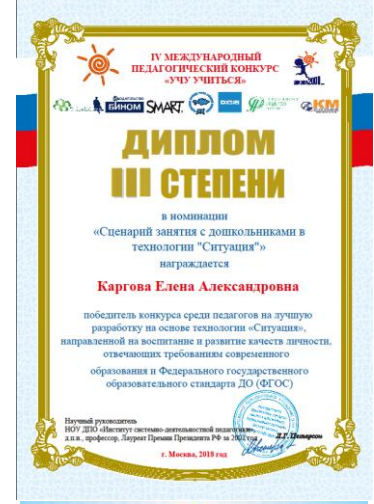 IV МЕЖДУНАРОДНЫЙ
ПЕДАГОГИЧЕСКИЙ КОНКУРС
«УЧУ УЧИТЬСЯ»
БИНОМ SMART КМ
ДИПЛОМ
III СТЕПЕНИ
в номинации
«Сценарий занятия с дошкольниками в
технологии "Ситуация"»
награждается
Каргова Елена Александровна
победитель конкурса среди педагогов на лучшую
разработку на основе технологии «Ситуация»,
направленной на воспитание и развитие качеств личности,
отвечающих требованиям современного
образования и Федерального государственного
образовательного стандарта ДО (ФГОС)
Научный руководитель
НОУ ДПО «Институт системно-деятельностной педагогики»,
д.п.н., профессор, Лауреат Премии Президента РФ за 2002 год
Л.Г. Петерсон
г. Москва, 2018 год